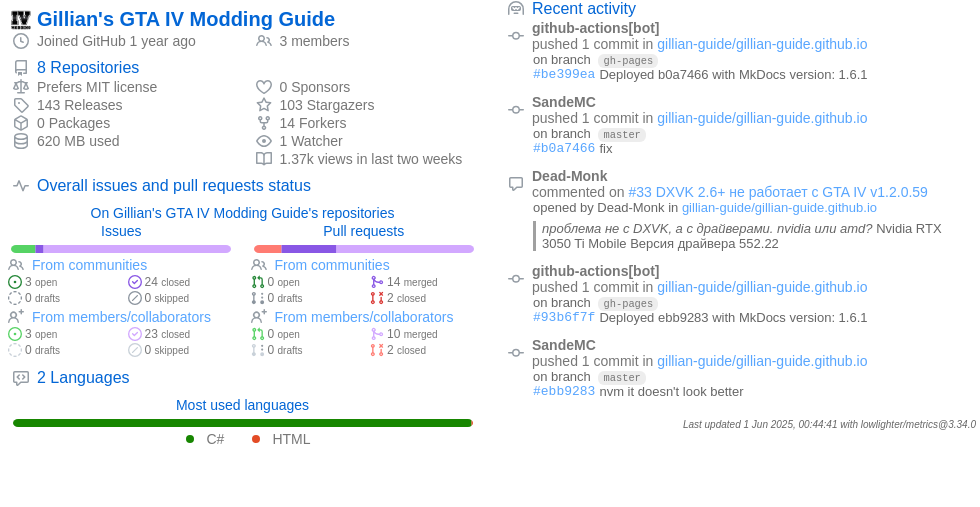 Gillian's GTA IV Modding Guide
Joined GitHub 1 year ago
3 members
8 Repositories
Prefers MIT license
0 Sponsors
143 Releases
103 Stargazers
0 Packages
14 Forkers
620 MB used
1 Watcher
1.37k views in last two weeks
Overall issues and pull requests status
On Gillian's GTA IV Modding Guide's repositories
Issues
Pull requests
From communities
From communities
3 open
24 closed
0 open
14 merged
0 drafts
0 skipped
0 drafts
2 closed
From members/collaborators
From members/collaborators
3 open
23 closed
0 open
10 merged
0 drafts
0 skipped
0 drafts
2 closed
2 Languages
Most used languages
C#
HTML
Recent activity
github-actions[bot]
pushed 1 commit in gillian-guide/gillian-guide.github.io
on branch gh-pages
#be399ea Deployed b0a7466 with MkDocs version: 1.6.1
SandeMC
pushed 1 commit in gillian-guide/gillian-guide.github.io
on branch master
#b0a7466 fix
Dead-Monk
commented on #33 DXVK 2.6+ не работает с GTA IV v1.2.0.59
opened by Dead-Monk in gillian-guide/gillian-guide.github.io
проблема не с DXVK, а с драйверами. nvidia или amd? Nvidia RTX
3050 Ti Mobile Версия драйвера 552.22
github-actions[bot]
pushed 1 commit in gillian-guide/gillian-guide.github.io
on branch gh-pages
#93b6f7f Deployed ebb9283 with MkDocs version: 1.6.1
SandeMC
pushed 1 commit in gillian-guide/gillian-guide.github.io
on branch master
#ebb9283 nvm it doesn't look better
Last updated 1 Jun 2025, 00:44:41 with lowlighter/metrics@3.34.0